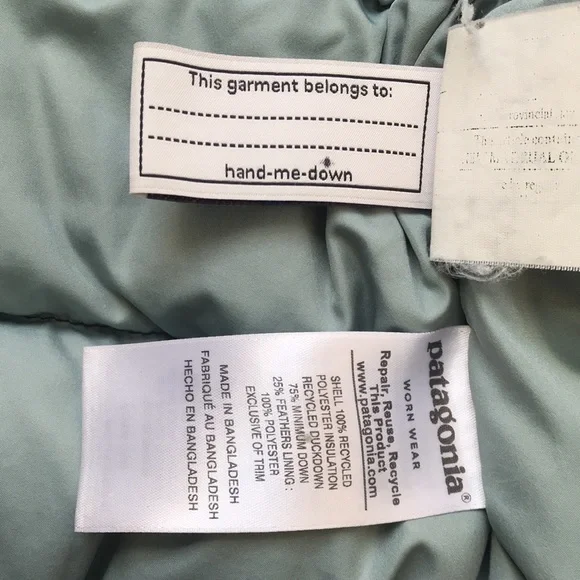 This garment belongs to:
hand-me-down
patagonia®
WORN WEAR
Repair, Reuse, Recycle
This Product
www.patagonia.com
SHELL 100% RECYCLED
POLYESTER INSULATION
RECYCLED DUCKDOWN
75% MINIMUM DOWN
25% FEATHERS LINING :
100% POLYESTER
EXCLUSIVE OF TRIM
MADE IN BANGLADESH
FABRIQUÉ AU BANGLADESH
HECHO EN BANGLADESH